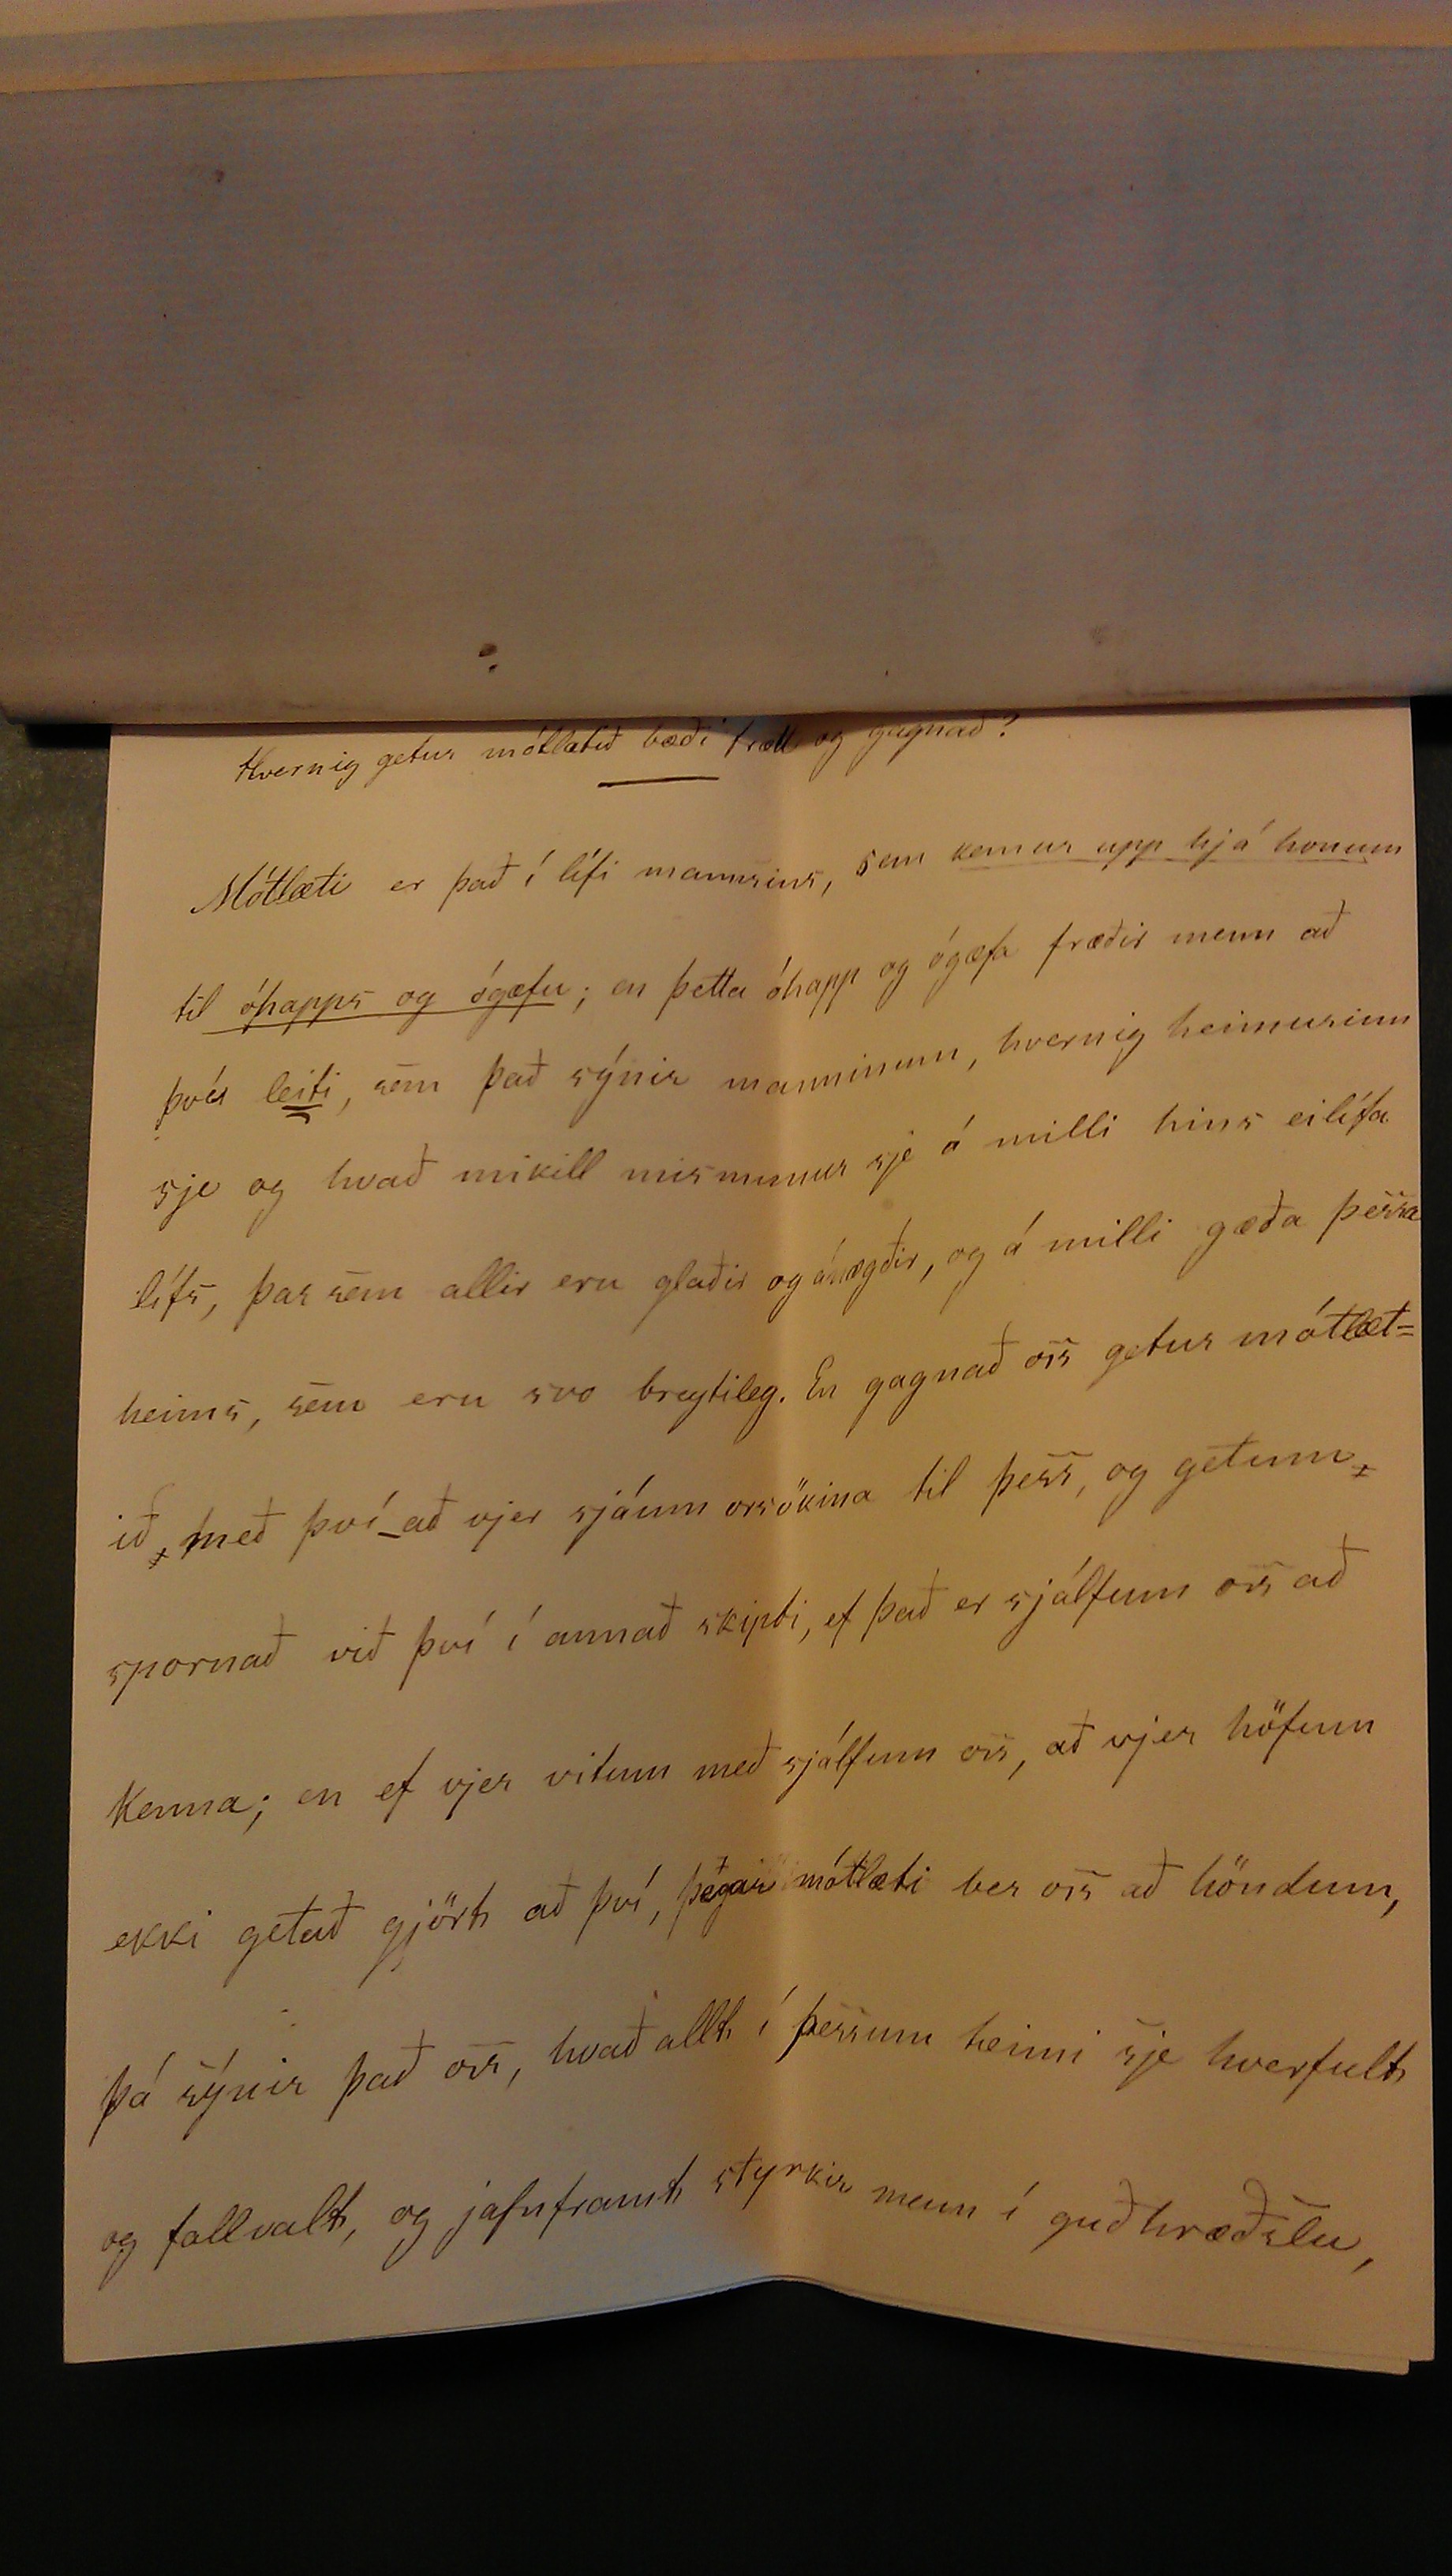 Hvernig getur mótlætið bæði frætt og gagnað?
Mótlæti er það í lífi mannsins, sem kemur upp hjá honum
til óhapps og ógæfu; en þetta óhapp og ógæfa fræðir menn að
því leiti, sem það sýnir manninum, hvernig heimurinn
sje og hvað mikill mismunur sje á milli hins eilífa
lífs, þar sem allir eru glaðir og ánægðir, og á milli gæða þessa
heims, sem eru svo breytileg. En gagnað oss getur mótlæt=
ið, með því að vjer sjáum orsökina til þess, og getum
spornað við því í annað skipti, ef það er sjálfum oss að
kenna; en ef vjer vitum með sjálfum oss, að vjer höfum
ekki getað gjört að því, þegar mótlæti ber oss að höndum,
þá sýnir það oss, hvað allt í þessum heimi sje hverfult
og fallvalt, og jafnframt styrkir menn í guðhræðslu,